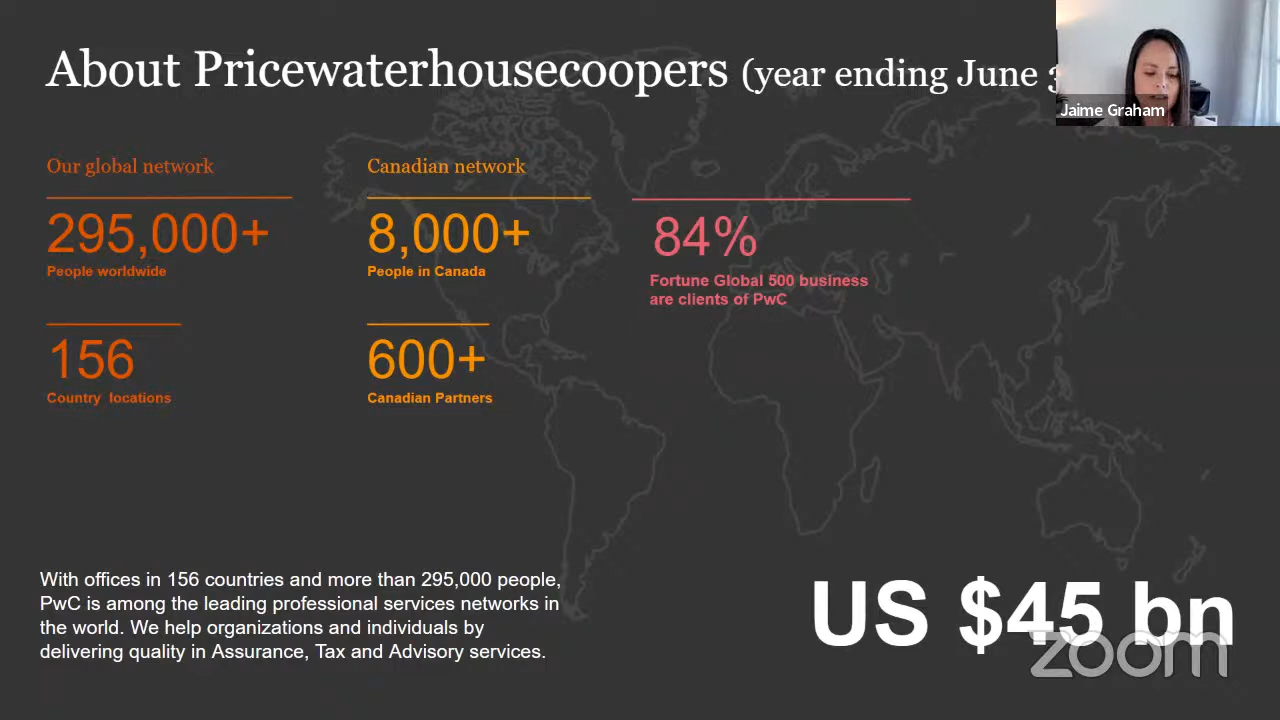 About Pricewaterhousecoopers (year ending June
Jaime Graham
Our global network
295,000+
People worldwide
156
Country locations
Canadian network
8,000+
People in Canada
600+
Canadian Partners
84%
Fortune Global 500 business
are clients of PwC
With offices in 156 countries and more than 295,000 people,
PwC is among the leading professional services networks in
the world. We help organizations and individuals by
delivering quality in Assurance, Tax and Advisory services.
US $45 bn
zoom